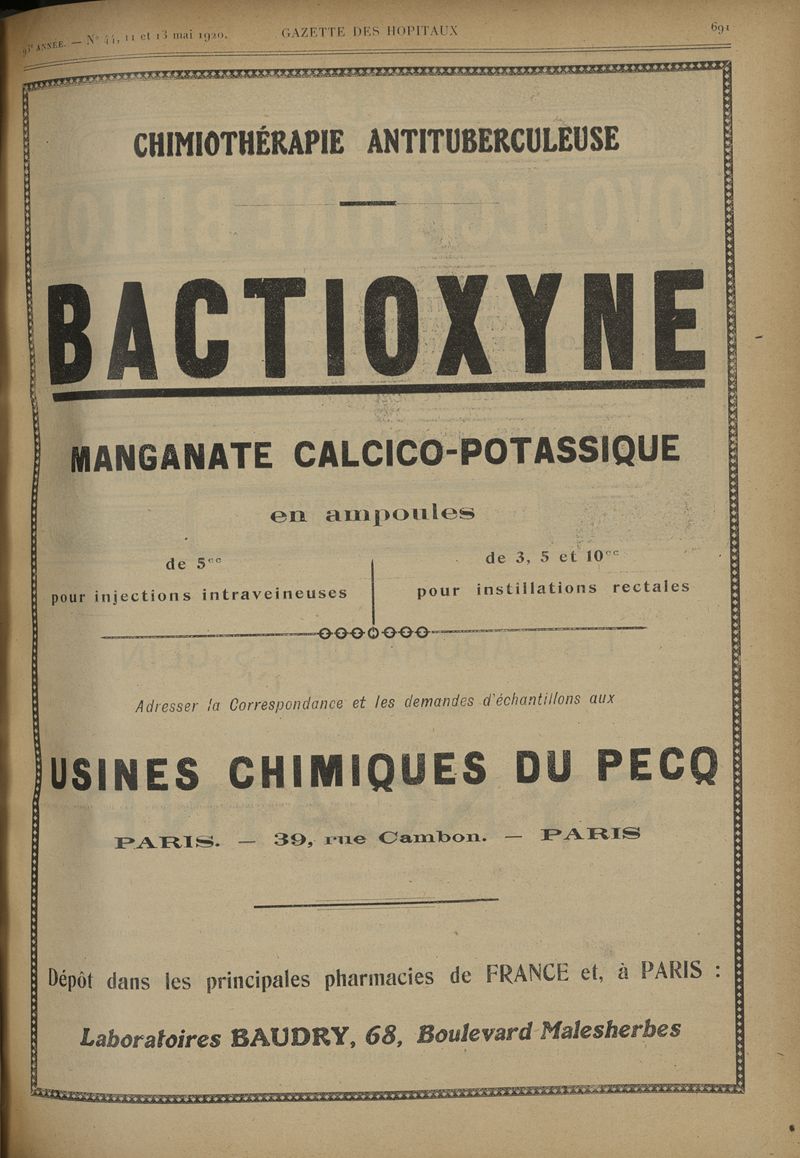 93e ANNÉE. — N° 44, 11 et 13 mai 1920.
GAZETTE DES HOPITAUX
691
CHIMIOTHÉRAPIE ANTITUBERCULEUSE
BACTIOXYNE
MANGANATE CALCICO-POTASSIQUE
en ampoules
de 5cc
pour injections intraveineuses
de 3, 5 et 10cc
pour instillations rectales
Adresser la Correspondance et les demandes d'échantillons aux
USINES CHIMIQUES DU PECQ
PARIS. — 39, rue Cambon. — PARIS
Dépôt dans les principales pharmacies de FRANCE et, à PARIS :
Laboratoires BAUDRY, 68, Boulevard Malesherbes